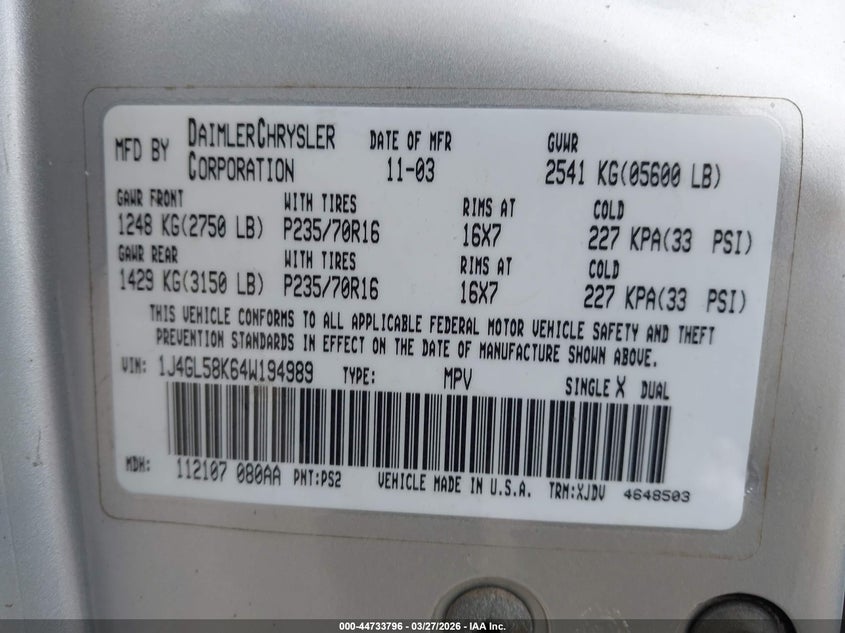 MFD BY DAIMLERCHRYSLER CORPORATION DATE OF MFR 11-03 GVWR 2541 KG(05600 LB)
GAWR FRONT WITH TIRES RIMS AT COLD
1248 KG(2750 LB) P235/70R16 16X7 227 KPA(33 PSI)
GAWR REAR WITH TIRES RIMS AT COLD
1429 KG(3150 LB) P235/70R16 16X7 227 KPA(33 PSI)
THIS VEHICLE CONFORMS TO ALL APPLICABLE FEDERAL MOTOR VEHICLE SAFETY AND THEFT
PREVENTION STANDARDS IN EFFECT ON THE DATE OF MANUFACTURE SHOWN ABOVE.
VIN: 1J4GL58K64W194989 TYPE: MPV SINGLE X DUAL
MDH: 112107 080AA PNT:PS2 VEHICLE MADE IN U.S.A. TRM:XJDV 4648503
000-44733796 - 03/27/2026 - IAA Inc.